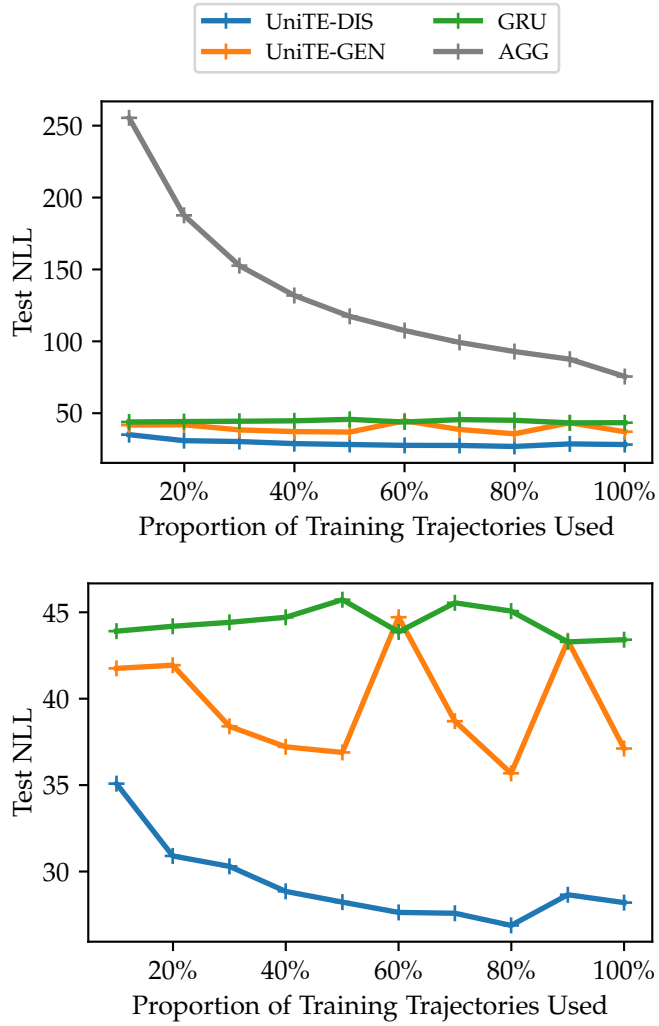 UniTE-DIS
UniTE-GEN
GRU
AGG
Test NLL
250
200
150
100
50
20% 40% 60% 80% 100%
Proportion of Training Trajectories Used
Test NLL
45
40
35
30
20% 40% 60% 80% 100%
Proportion of Training Trajectories Used